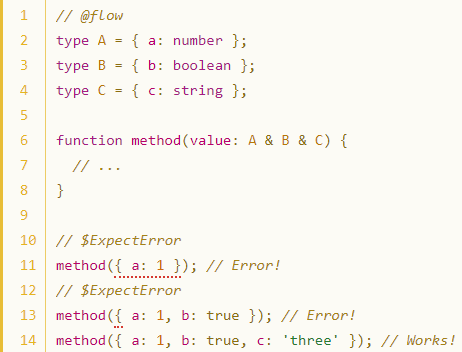 1 // @flow
2 type A = { a: number };
3 type B = { b: boolean };
4 type C = { c: string };
5
6 function method(value: A & B & C) {
7   // ...
8 }
9
10 // $ExpectError
11 method({ a: 1 }); // Error!
12 // $ExpectError
13 method({ a: 1, b: true }); // Error!
14 method({ a: 1, b: true, c: 'three' }); // Works!